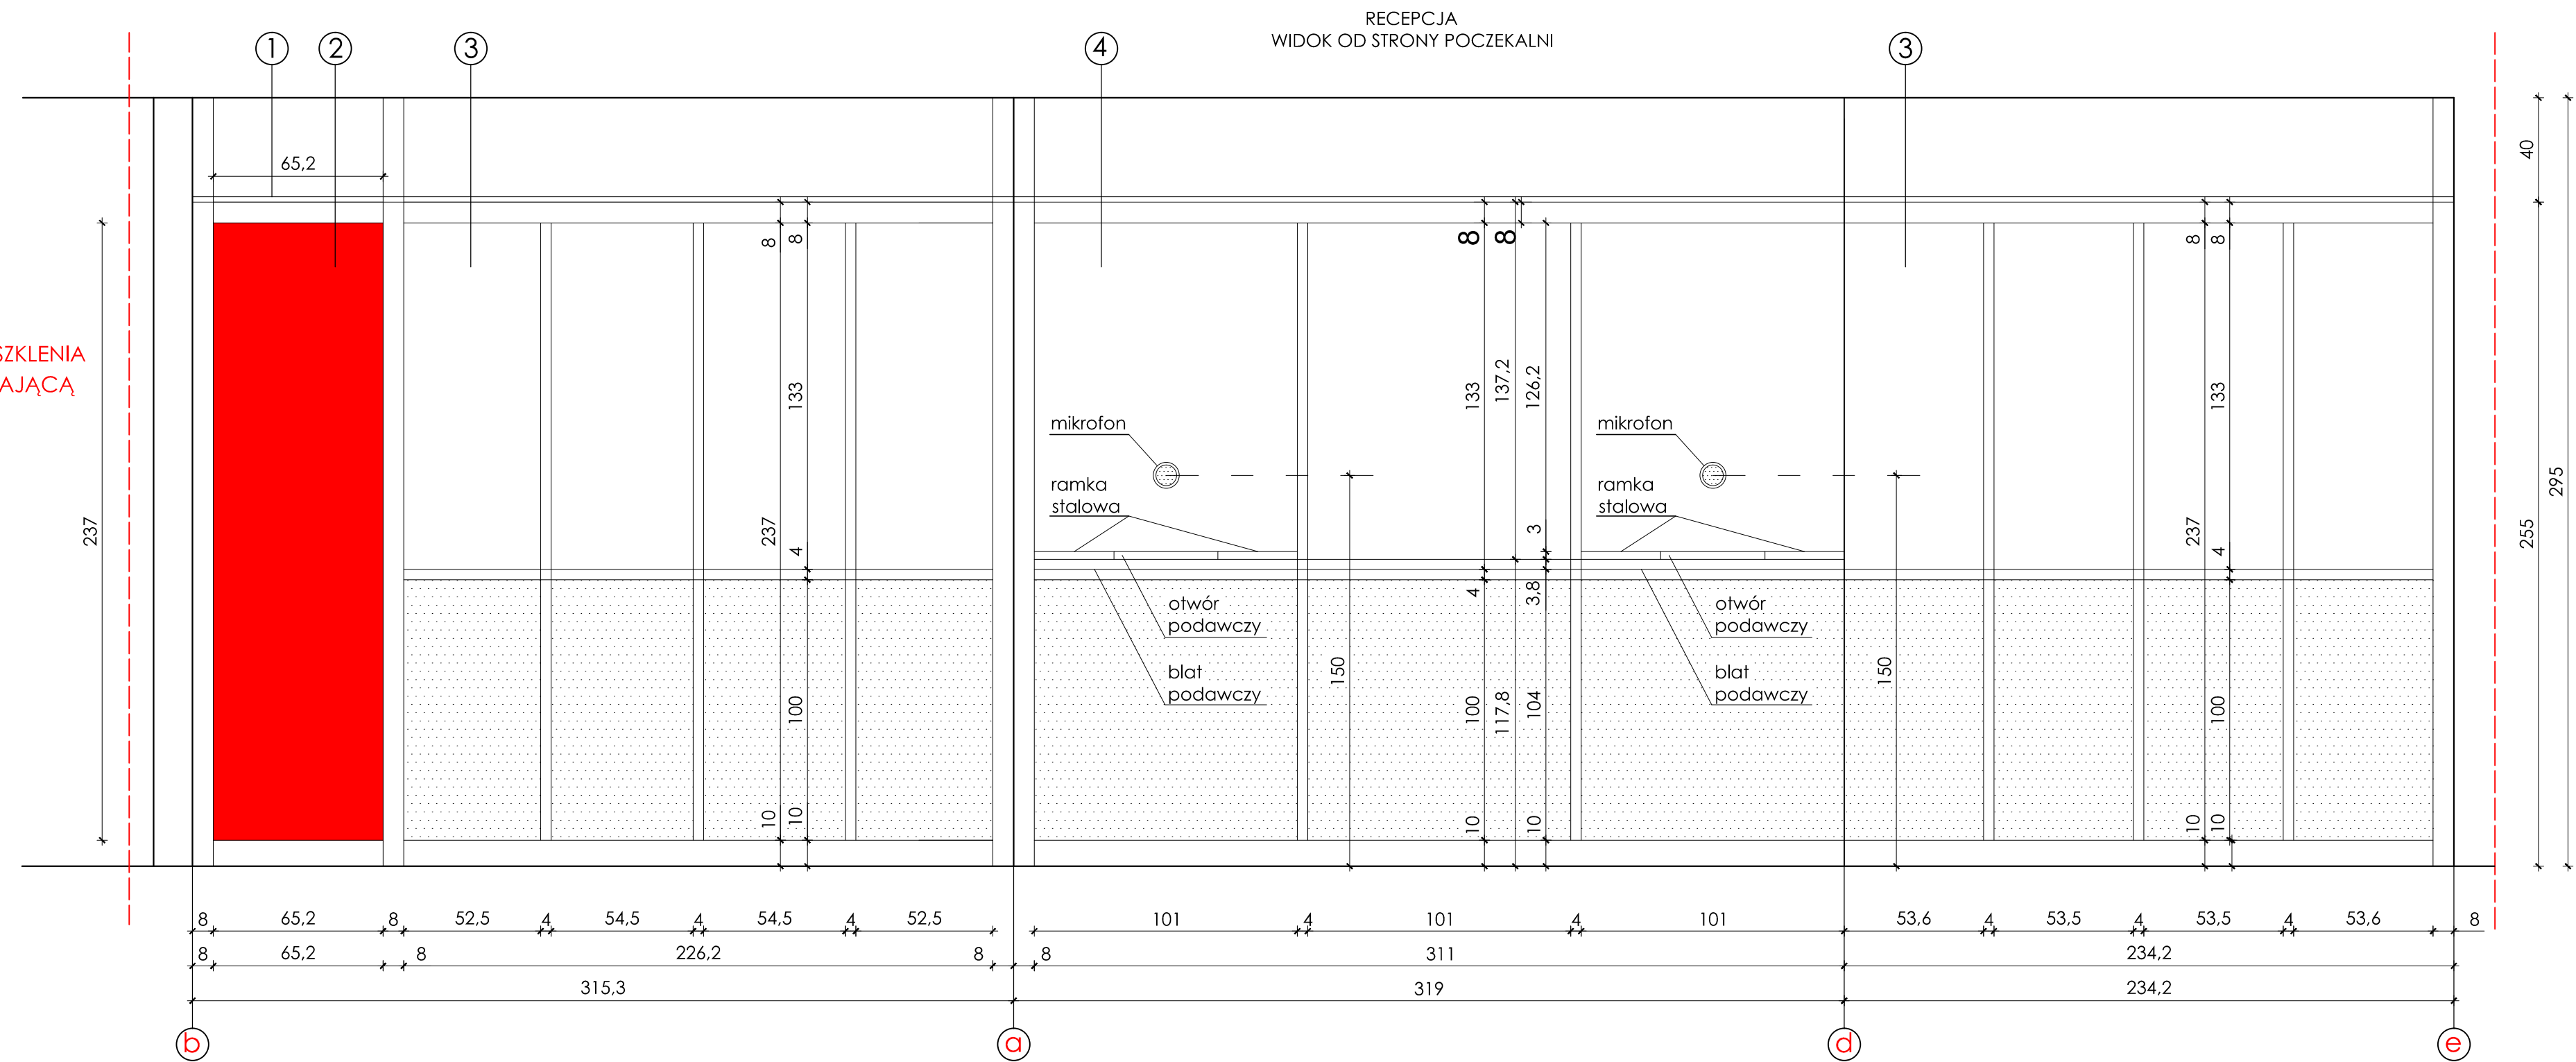 RECEPCJA
WIDOK OD STRONY POCZEKALNI
1 2 3 4 3
65,2
40
8 8 8 8 8 8
SZKLENIA
AJĄCĄ
133 133 137,2 126,2 133
mikrofon mikrofon
ramka ramka
stalowa stalowa
237 237 3 237 255 295
4 4 3,8 4
otwór otwór
podawczy podawczy
blat blat
podawczy podawczy
150 150
100 100 117,8 104 100
10 10 10 10 10 10
8 65,2 8 52,5 4 54,5 4 54,5 4 52,5 101 4 101 4 101 53,6 4 53,5 4 53,5 4 53,6 8
8 65,2 8 226,2 8 8 311 234,2
315,3 319 234,2
b a d e